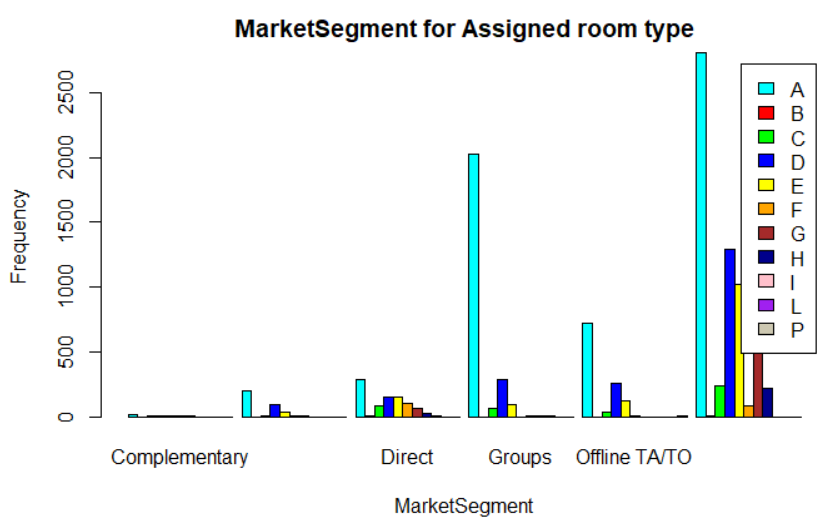 MarketSegment for Assigned room type
Frequency
2500
2000
1500
1000
500
0
A
B
C
D
E
F
G
H
I
L
P
Complementary Direct Groups Offline TA/TO
MarketSegment